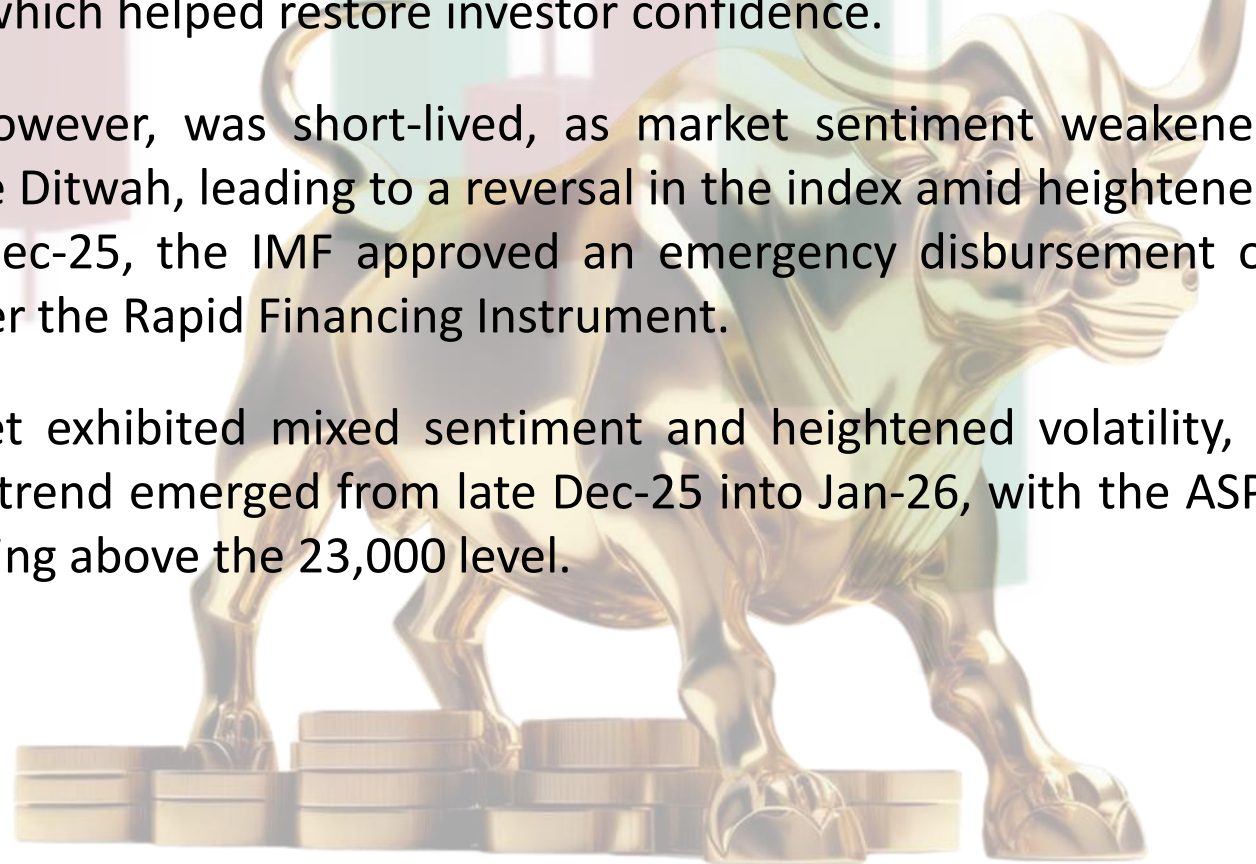 which helped restore investor confidence.
owever, was short-lived, as market sentiment weakene
e Ditwah, leading to a reversal in the index amid heightene
ec-25, the IMF approved an emergency disbursement
er the Rapid Financing Instrument.
et exhibited mixed sentiment and heightened volatility,
trend emerged from late Dec-25 into Jan-26, with the ASP
ing above the 23,000 level.